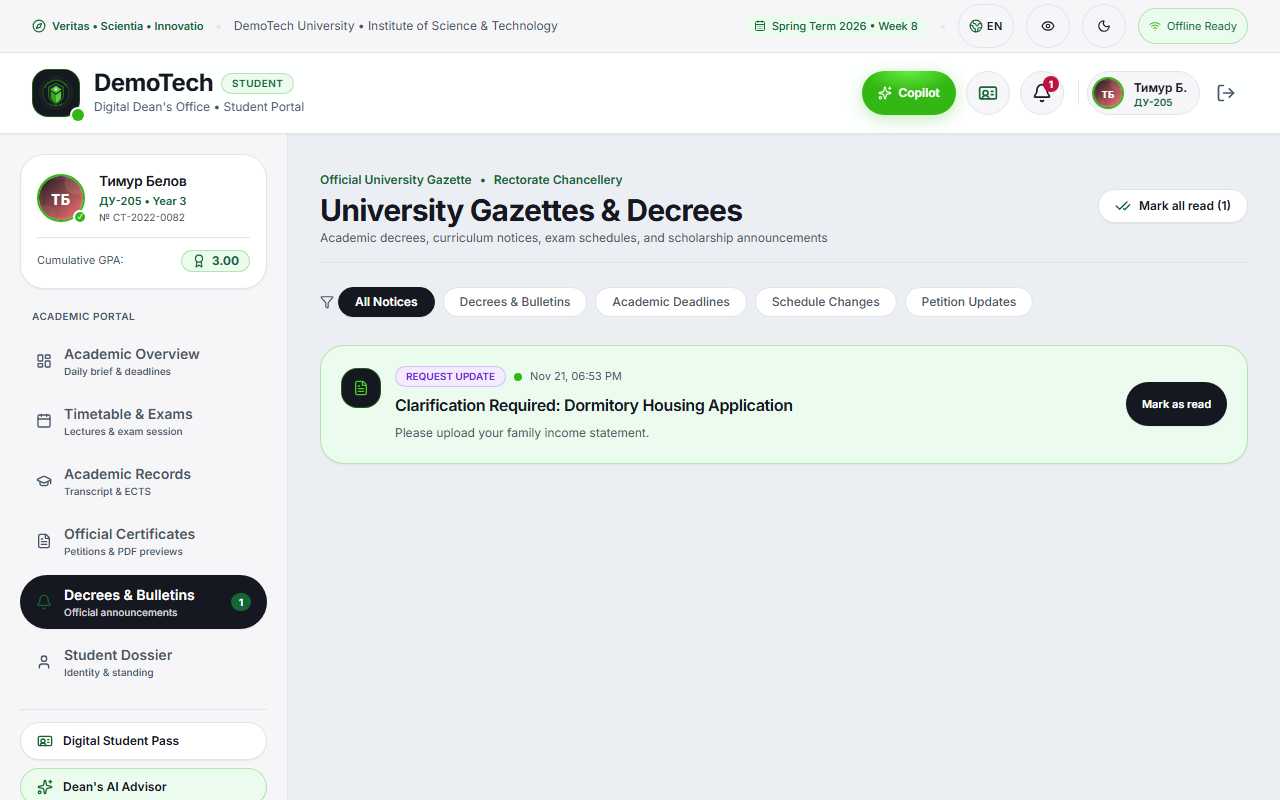 Veritas • Scientia • Innovatio • DemoTech University • Institute of Science & Technology
Spring Term 2026 • Week 8 • EN Offline Ready
DemoTech STUDENT
Digital Dean's Office • Student Portal
Copilot
1
ТБ
Тимур Б.
ДУ-205
ТБ
Тимур Белов
ДУ-205 • Year 3
№ СТ-2022-0082
Cumulative GPA: 3.00
ACADEMIC PORTAL
Academic Overview
Daily brief & deadlines
Timetable & Exams
Lectures & exam session
Academic Records
Transcript & ECTS
Official Certificates
Petitions & PDF previews
Decrees & Bulletins
Official announcements
1
Student Dossier
Identity & standing
Digital Student Pass
Dean's AI Advisor
Official University Gazette • Rectorate Chancellery
University Gazettes & Decrees
Academic decrees, curriculum notices, exam schedules, and scholarship announcements
Mark all read (1)
All Notices Decrees & Bulletins Academic Deadlines Schedule Changes Petition Updates
REQUEST UPDATE Nov 21, 06:53 PM
Clarification Required: Dormitory Housing Application
Please upload your family income statement.
Mark as read